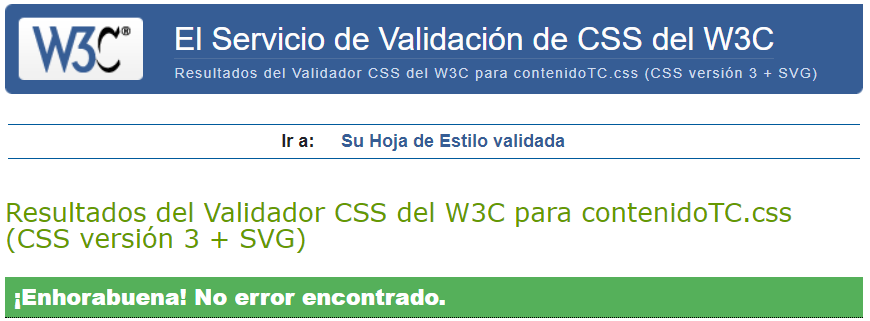 W3C®
El Servicio de Validación de CSS del W3C
Resultados del Validador CSS del W3C para contenidoTC.css (CSS versión 3 + SVG)
Ir a: Su Hoja de Estilo validada
Resultados del Validador CSS del W3C para contenidoTC.css
(CSS versión 3 + SVG)
¡Enhorabuena! No error encontrado.